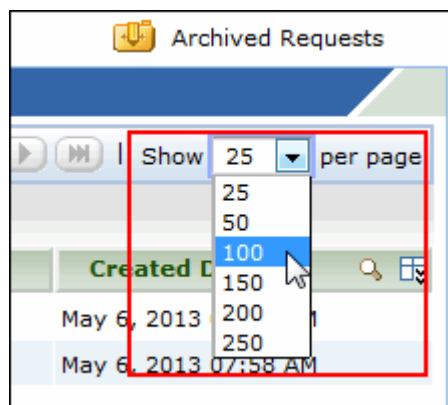 Archived Requests
| Show 25 per page
25
50
100
150
200
250
Created D
May 6, 2013
May 6, 2013 07:58 AM